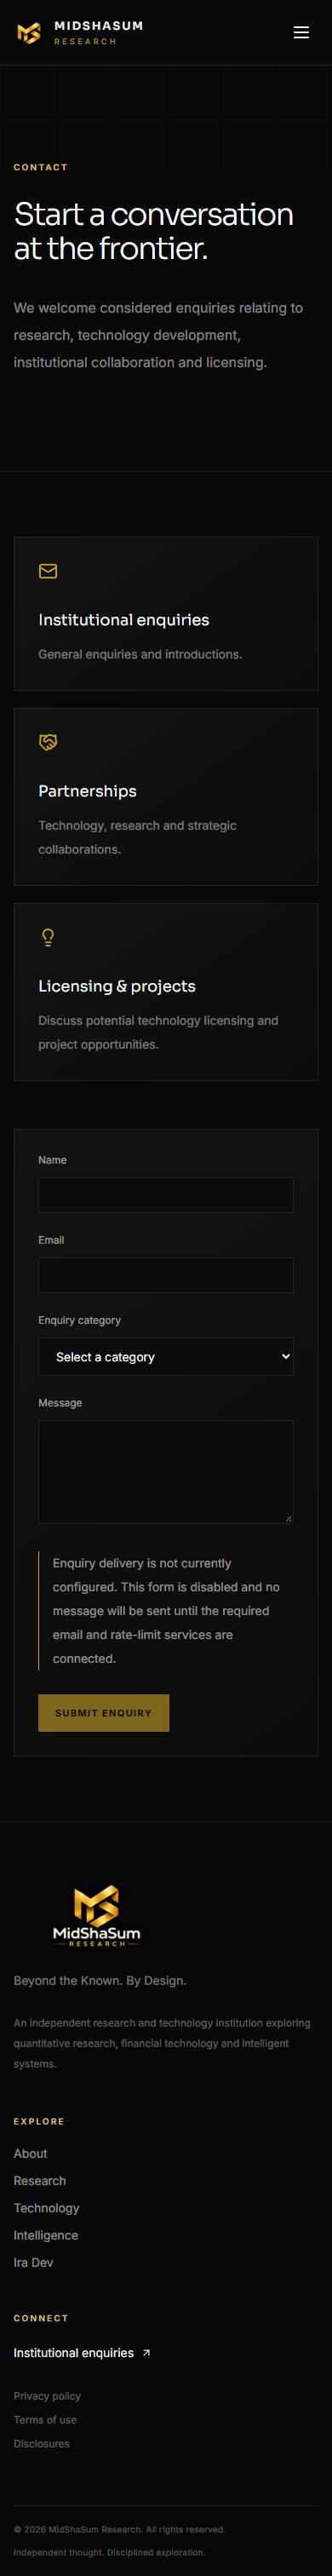 MIDSHASUM
RESEARCH
CONTACT
Start a conversation
at the frontier.
We welcome considered enquiries relating to
research, technology development,
institutional collaboration and licensing.
Institutional enquiries
General enquiries and introductions.
Partnerships
Technology, research and strategic
collaborations.
Licensing & projects
Discuss potential technology licensing and
project opportunities.
Name
Email
Enquiry category
Select a category
Message
Enquiry delivery is not currently
configured. This form is disabled and no
message will be sent until the required
email and rate-limit services are
connected.
SUBMIT ENQUIRY
MidShaSum
RESEARCH
Beyond the Known. By Design.
An independent research and technology institution exploring
quantitative research, financial technology and intelligent
systems.
EXPLORE
About
Research
Technology
Intelligence
Ira Dev
CONNECT
Institutional enquiries
Privacy policy
Terms of use
Disclosures
© 2026 MidShaSum Research. All rights reserved.
Independent thought. Disciplined exploration.